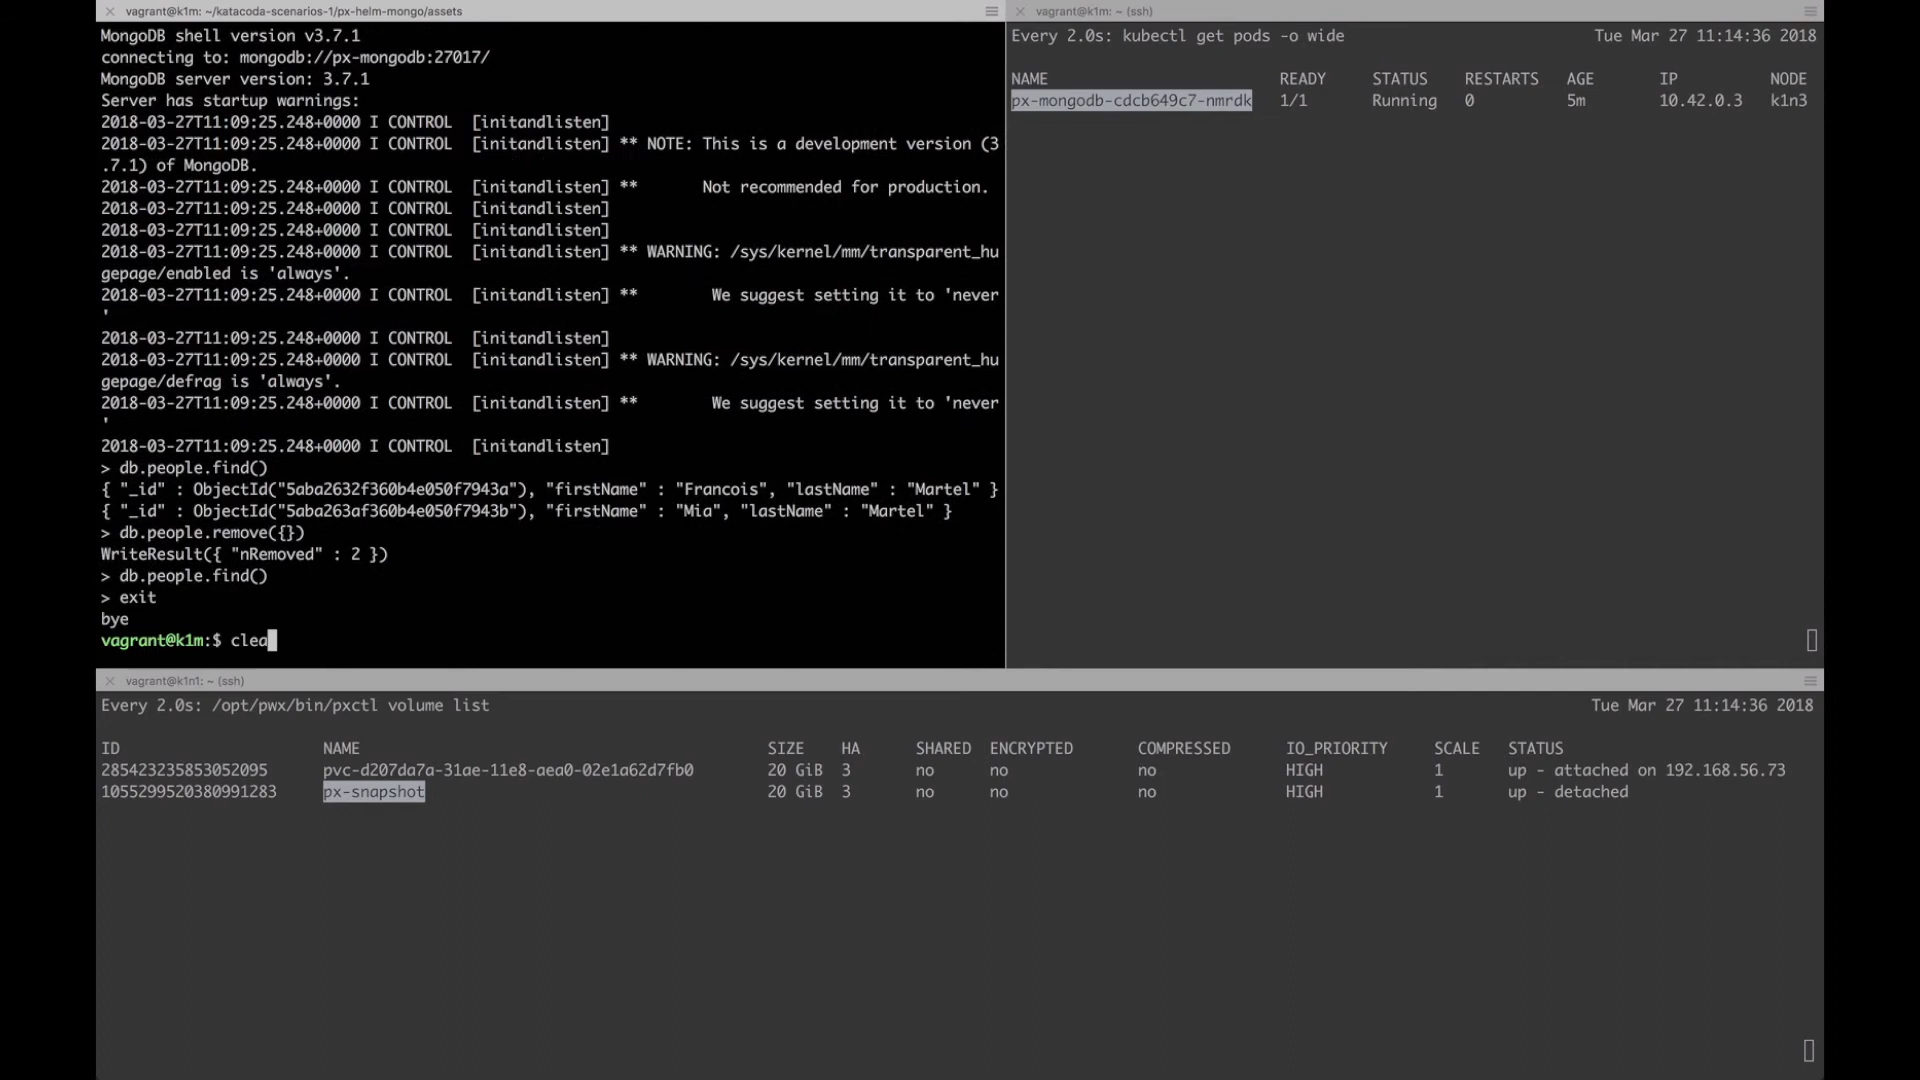 vagrant@k1m: ~/katacoda-scenarios-1/px-helm-mongo/assets
MongoDB shell version v3.7.1
connecting to: mongodb://px-mongodb:27017/
MongoDB server version: 3.7.1
Server has startup warnings:
2018-03-27T11:09:25.248+0000 I CONTROL  [initandlisten]
2018-03-27T11:09:25.248+0000 I CONTROL  [initandlisten] ** NOTE: This is a development version (3
.7.1) of MongoDB.
2018-03-27T11:09:25.248+0000 I CONTROL  [initandlisten] **       Not recommended for production.
2018-03-27T11:09:25.248+0000 I CONTROL  [initandlisten]
2018-03-27T11:09:25.248+0000 I CONTROL  [initandlisten]
2018-03-27T11:09:25.248+0000 I CONTROL  [initandlisten] ** WARNING: /sys/kernel/mm/transparent_hu
gepage/enabled is 'always'.
2018-03-27T11:09:25.248+0000 I CONTROL  [initandlisten] **        We suggest setting it to 'never
'
2018-03-27T11:09:25.248+0000 I CONTROL  [initandlisten]
2018-03-27T11:09:25.248+0000 I CONTROL  [initandlisten] ** WARNING: /sys/kernel/mm/transparent_hu
gepage/defrag is 'always'.
2018-03-27T11:09:25.248+0000 I CONTROL  [initandlisten] **        We suggest setting it to 'never
'
2018-03-27T11:09:25.248+0000 I CONTROL  [initandlisten]
> db.people.find()
{ "_id" : ObjectId("5aba2632f360b4e050f7943a"), "firstName" : "Francois", "lastName" : "Martel" }
{ "_id" : ObjectId("5aba263af360b4e050f7943b"), "firstName" : "Mia", "lastName" : "Martel" }
> db.people.remove({})
WriteResult({ "nRemoved" : 2 })
> db.people.find()
> exit
bye
vagrant@k1m:$ clea
vagrant@k1m: ~ (ssh)
Every 2.0s: kubectl get pods -o wide    Tue Mar 27 11:14:36 2018
NAME    READY    STATUS    RESTARTS    AGE    IP    NODE
px-mongodb-cdcb649c7-nmrdk    1/1    Running    0    5m    10.42.0.3    k1n3
vagrant@k1n1: ~ (ssh)
Every 2.0s: /opt/pwx/bin/pxctl volume list    Tue Mar 27 11:14:36 2018
ID    NAME    SIZE    HA    SHARED    ENCRYPTED    COMPRESSED    IO_PRIORITY    SCALE    STATUS
285423235853052095    pvc-d207da7a-31ae-11e8-aea0-02e1a62d7fb0    20 GiB    3    no    no    no    HIGH    1    up - attached on 192.168.56.73
1055299520380991283    px-snapshot    20 GiB    3    no    no    no    HIGH    1    up - detached